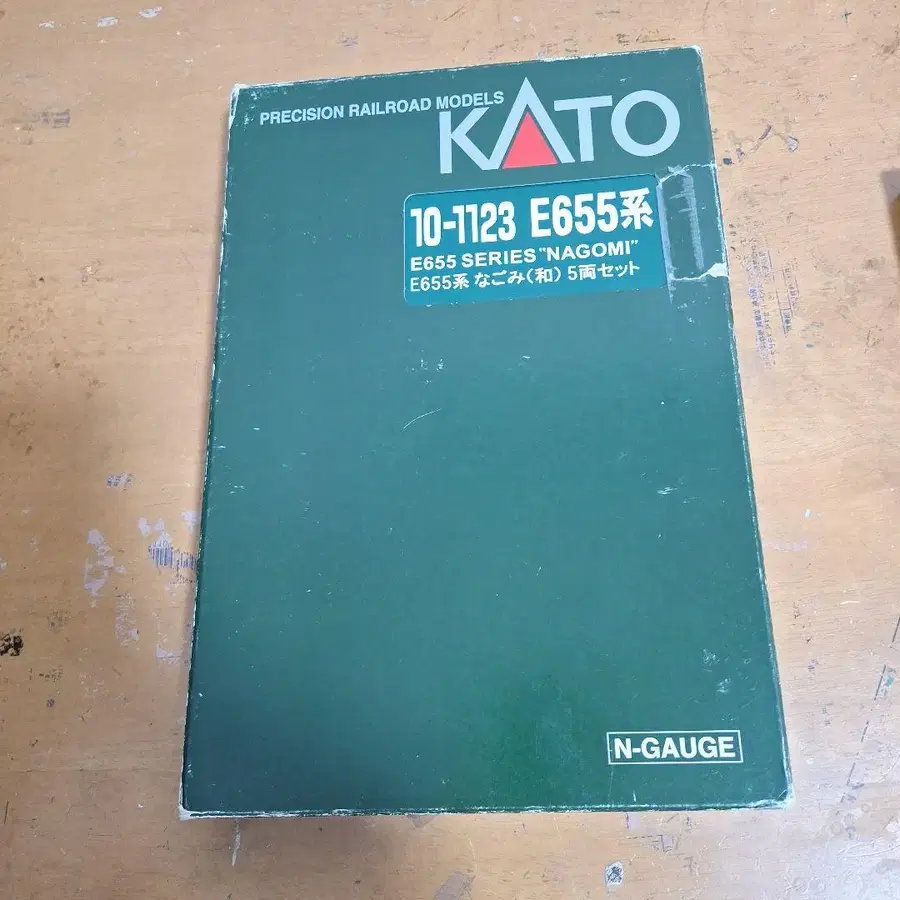 PRECISION RAILROAD MODELS
KATO
10-1123 E655系
E655 SERIES "NAGOMI"
E655系 なごみ(和) 5両セット
N-GAUGE